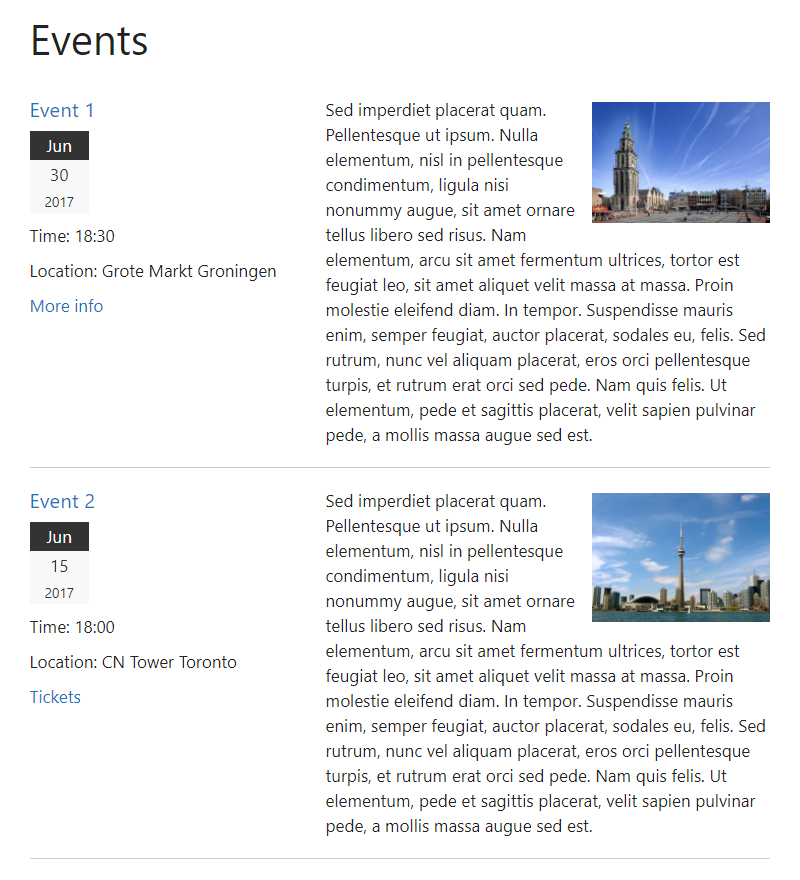 Events
Event 1
Jun
30
2017
Time: 18:30
Location: Grote Markt Groningen
More info
Sed imperdiet placerat quam.
Pellentesque ut ipsum. Nulla
elementum, nisl in pellentesque
condimentum, ligula nisi
nonummy augue, sit amet ornare
tellus libero sed risus. Nam
elementum, arcu sit amet fermentum ultrices, tortor est
feugiat leo, sit amet aliquet velit massa at massa. Proin
molestie eleifend diam. In tempor. Suspendisse mauris
enim, semper feugiat, auctor placerat, sodales eu, felis. Sed
rutrum, nunc vel aliquam placerat, eros orci pellentesque
turpis, et rutrum erat orci sed pede. Nam quis felis. Ut
elementum, pede et sagittis placerat, velit sapien pulvinar
pede, a mollis massa augue sed est.
Event 2
Jun
15
2017
Time: 18:00
Location: CN Tower Toronto
Tickets
Sed imperdiet placerat quam.
Pellentesque ut ipsum. Nulla
elementum, nisl in pellentesque
condimentum, ligula nisi
nonummy augue, sit amet ornare
tellus libero sed risus. Nam
elementum, arcu sit amet fermentum ultrices, tortor est
feugiat leo, sit amet aliquet velit massa at massa. Proin
molestie eleifend diam. In tempor. Suspendisse mauris
enim, semper feugiat, auctor placerat, sodales eu, felis. Sed
rutrum, nunc vel aliquam placerat, eros orci pellentesque
turpis, et rutrum erat orci sed pede. Nam quis felis. Ut
elementum, pede et sagittis placerat, velit sapien pulvinar
pede, a mollis massa augue sed est.